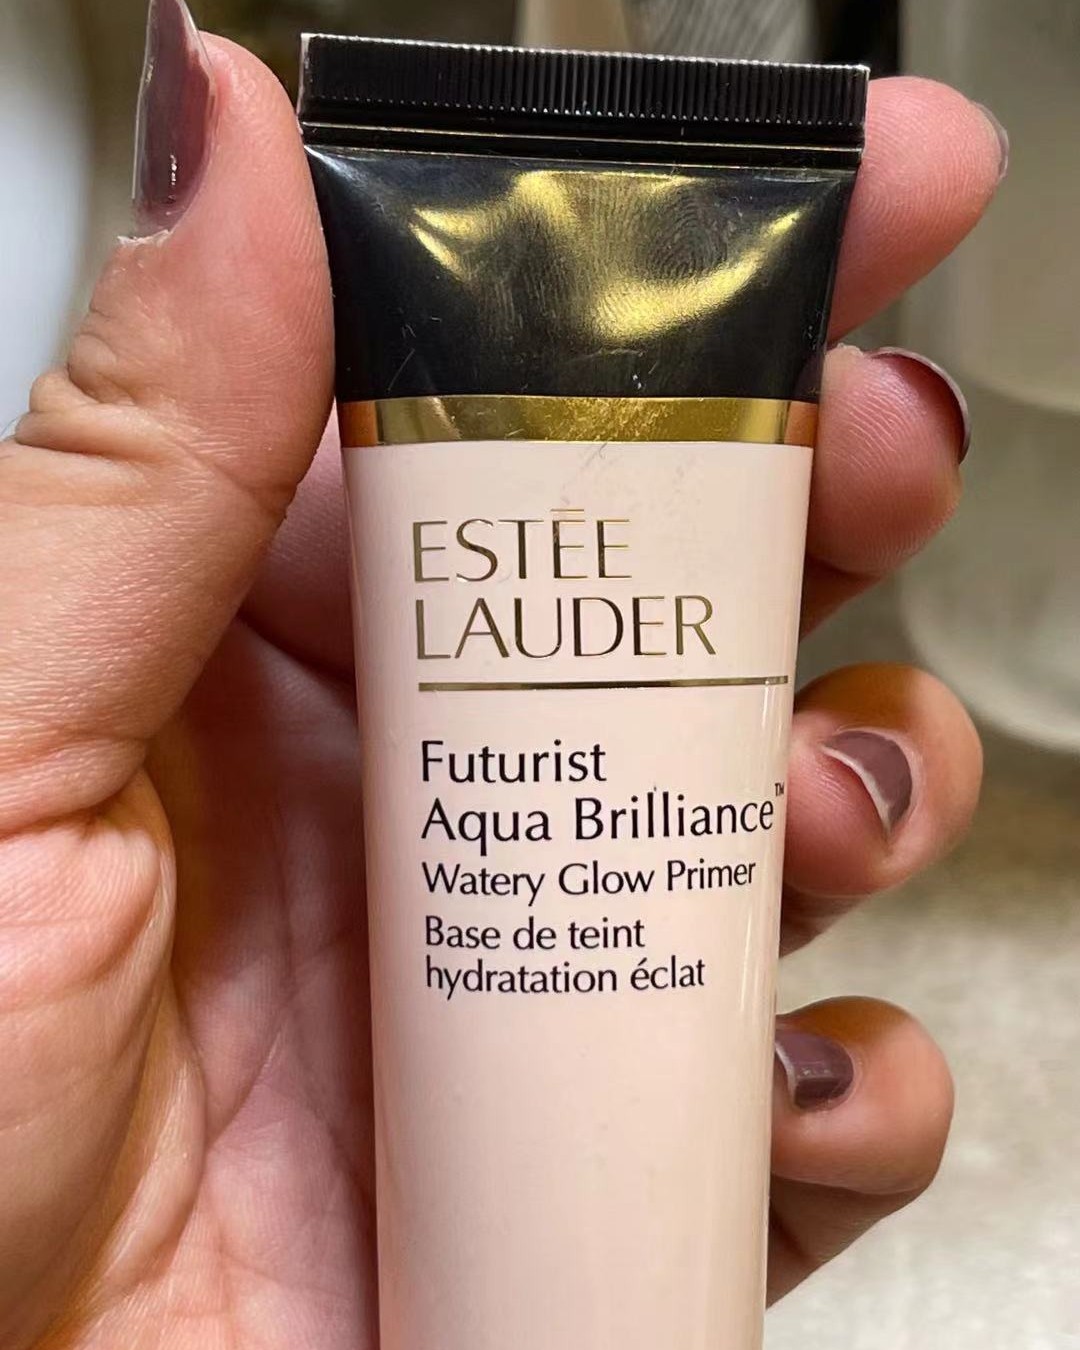 ESTĒE
LAUDER
Futurist
Aqua Brilliance™
Watery Glow Primer
Base de teint
hydratation éclat